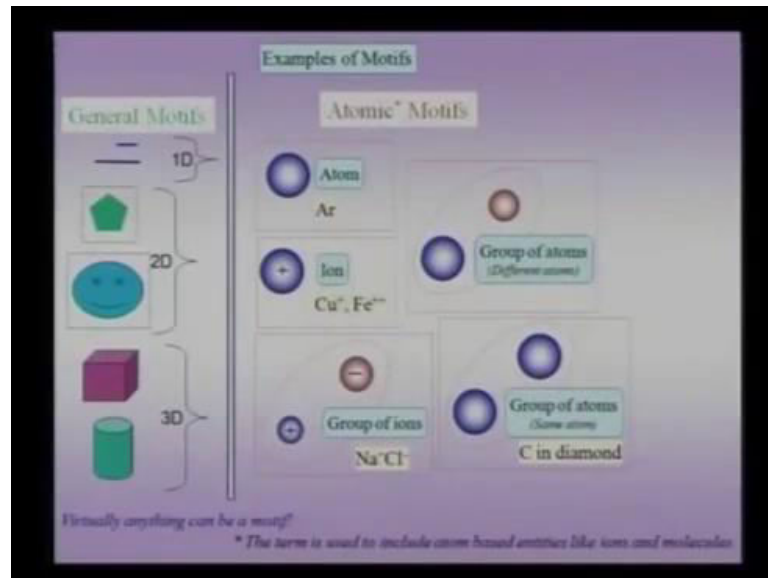 Examples of Motifs
General Motifs
Atomic* Motifs
1D
2D
3D
Atom
Ar
+
Ion
Cu⁺, Fe⁺⁺
−
+
Group of ions
Na⁺Cl⁻
Group of atoms
(Different atoms)
Group of atoms
(Same atom)
C in diamond
Virtually anything can be a motif!
* The term is used to include atom based entities like ions and molecules